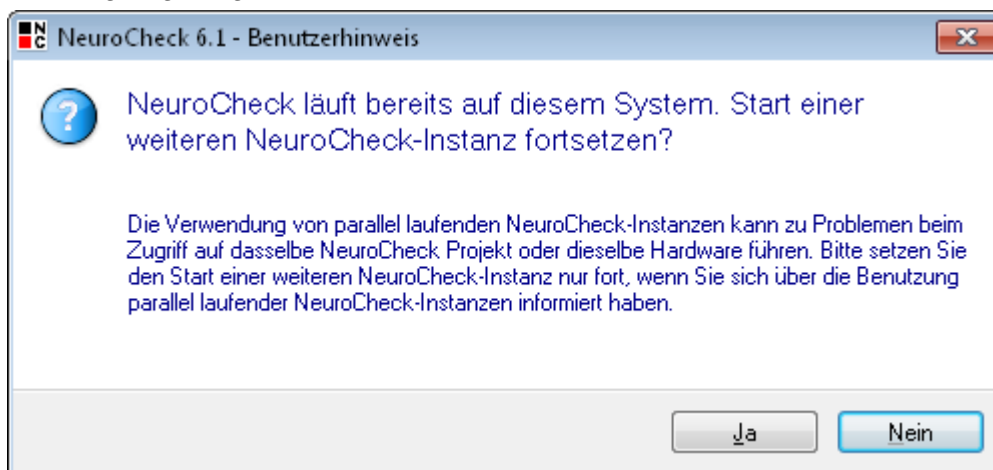 NC NeuroCheck 6.1 - Benutzerhinweis
NeuroCheck läuft bereits auf diesem System. Start einer
weiteren NeuroCheck-Instanz fortsetzen?
Die Verwendung von parallel laufenden NeuroCheck-Instanzen kann zu Problemen beim
Zugriff auf dasselbe NeuroCheck Projekt oder dieselbe Hardware führen. Bitte setzen Sie
den Start einer weiteren NeuroCheck-Instanz nur fort, wenn Sie sich über die Benutzung
parallel laufender NeuroCheck-Instanzen informiert haben.
Ja Nein